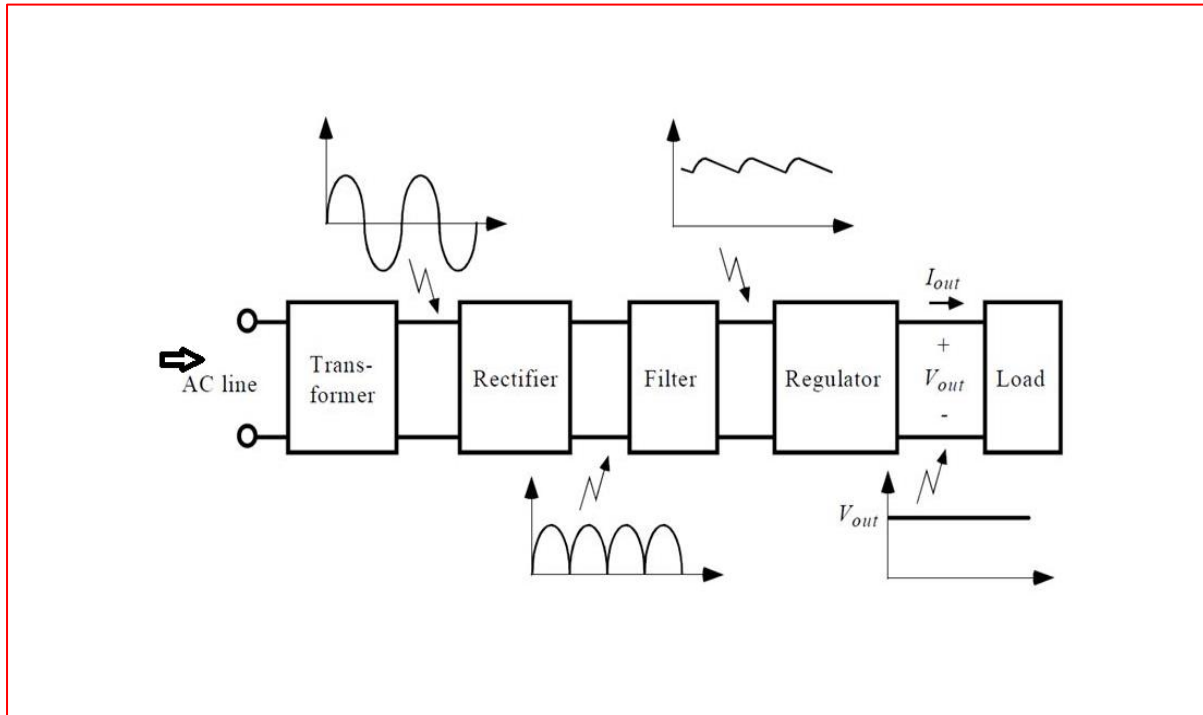 I_out
AC line
Trans-
former
Rectifier
Filter
Regulator
+
V_out
-
Load
V_out